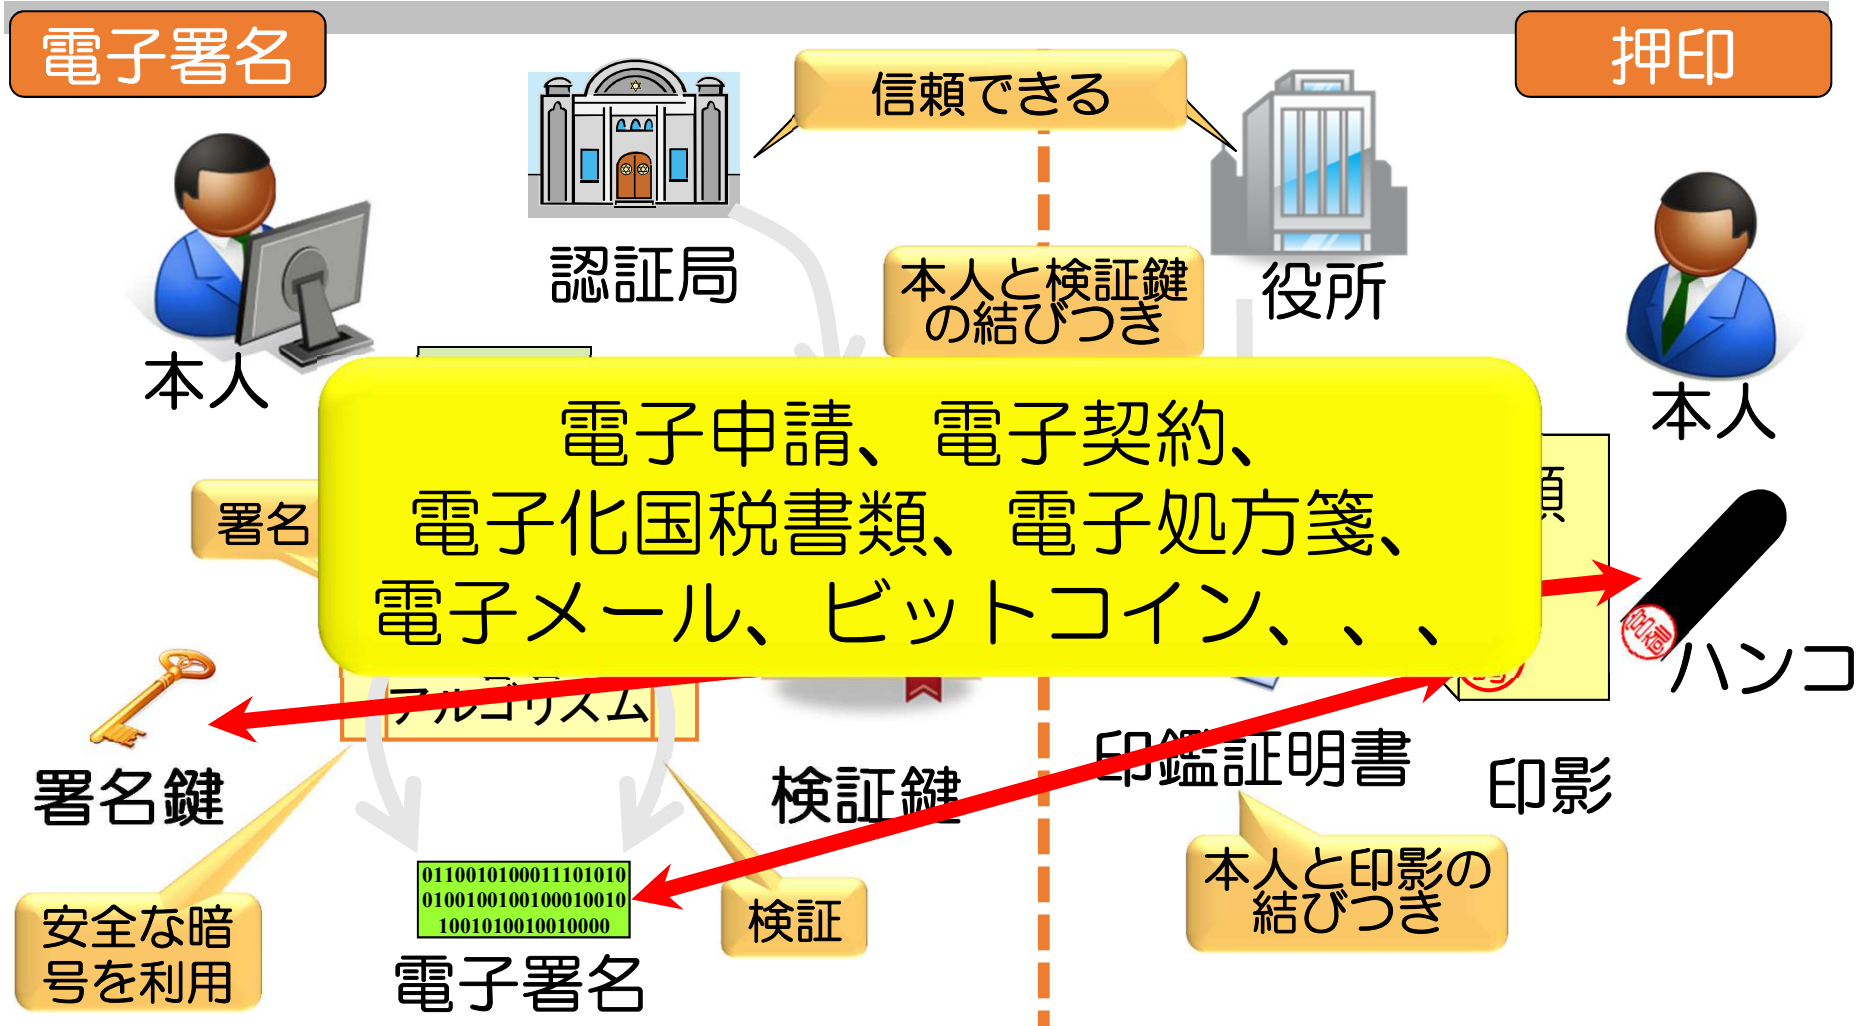 電子署名
押印
信頼できる
認証局
役所
本人と検証鍵
の結びつき
本人
本人
電子申請、電子契約、
電子化国税書類、電子処方箋、
電子メール、ビットコイン、、、
署名
類
アルゴリズム
ハンコ
署名鍵
検証鍵
印鑑証明書
印影
0110010100011101010
0100100100100010010
1001010010010000
電子署名
安全な暗
号を利用
検証
本人と印影の
結びつき